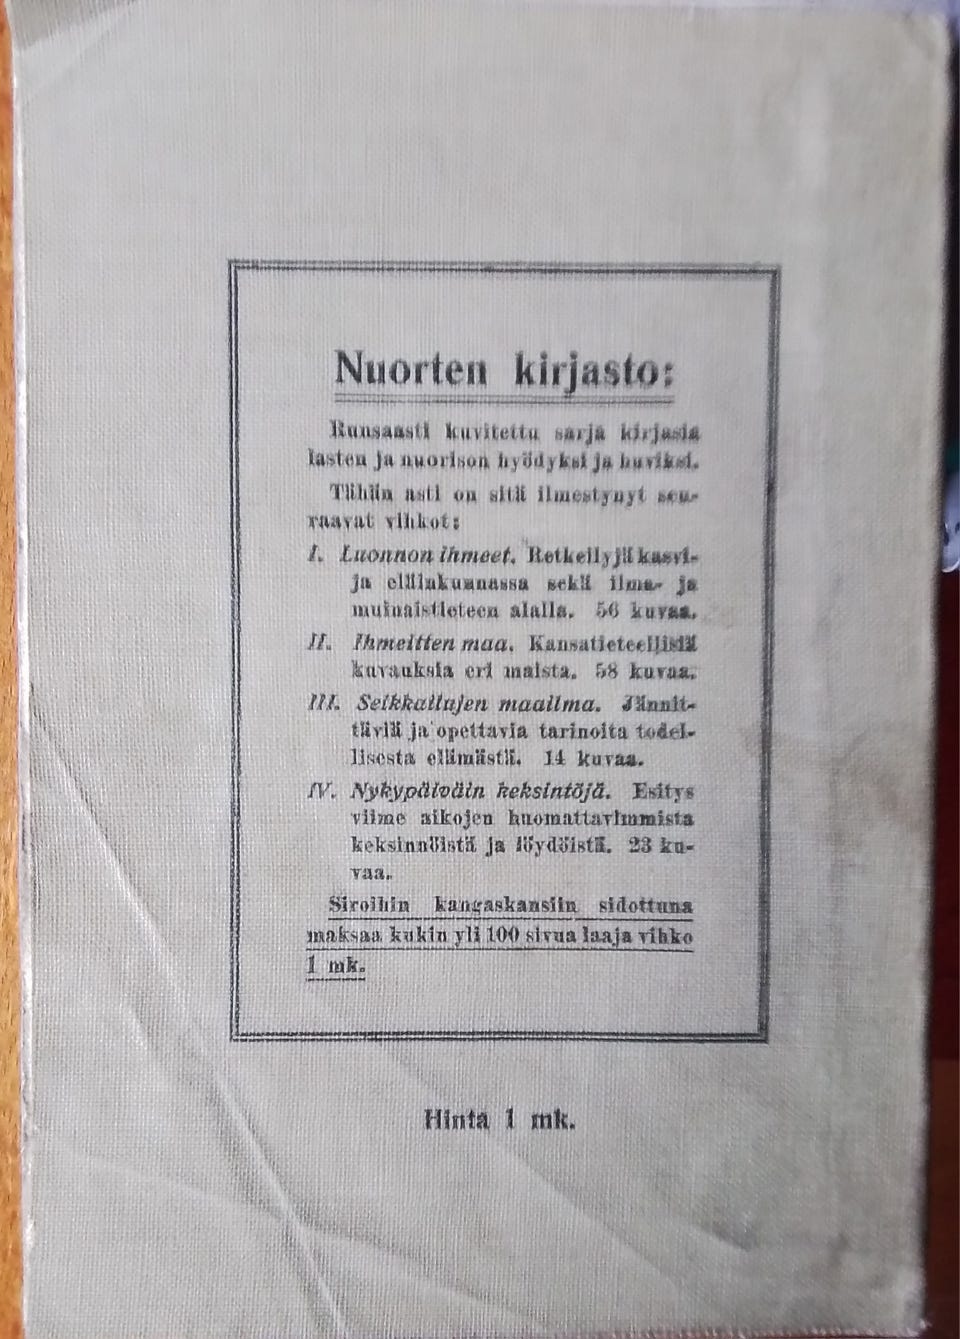 Nuorten kirjasto:
Runsaasti kuvitettu sarja kirjasia
lasten ja nuorison hyödyksi ja huviksi.
Tähän asti on sitä ilmestynyt seu-
raavat vihkot:
I. Luonnon ihmeet. Retkeilyjä kasvi-
ja eläinkunnassa sekä ilma- ja
muinaistieteen alalla. 56 kuvaa.
II. Ihmeitten maa. Kansatieteellisiä
kuvauksia eri maista. 58 kuvaa.
III. Seikkailujen maailma. Jännit-
täviä ja opettavia tarinoita todel-
lisesta elämästä. 14 kuvaa.
IV. Nykypäiväin keksintöjä. Esitys
viime aikojen huomattavimmista
keksinnöistä ja löydöistä. 23 ku-
vaa.
Siroihin kangaskansiin sidottuna
maksaa kukin yli 100 sivua laaja vihko
1 mk.
Hinta 1 mk.